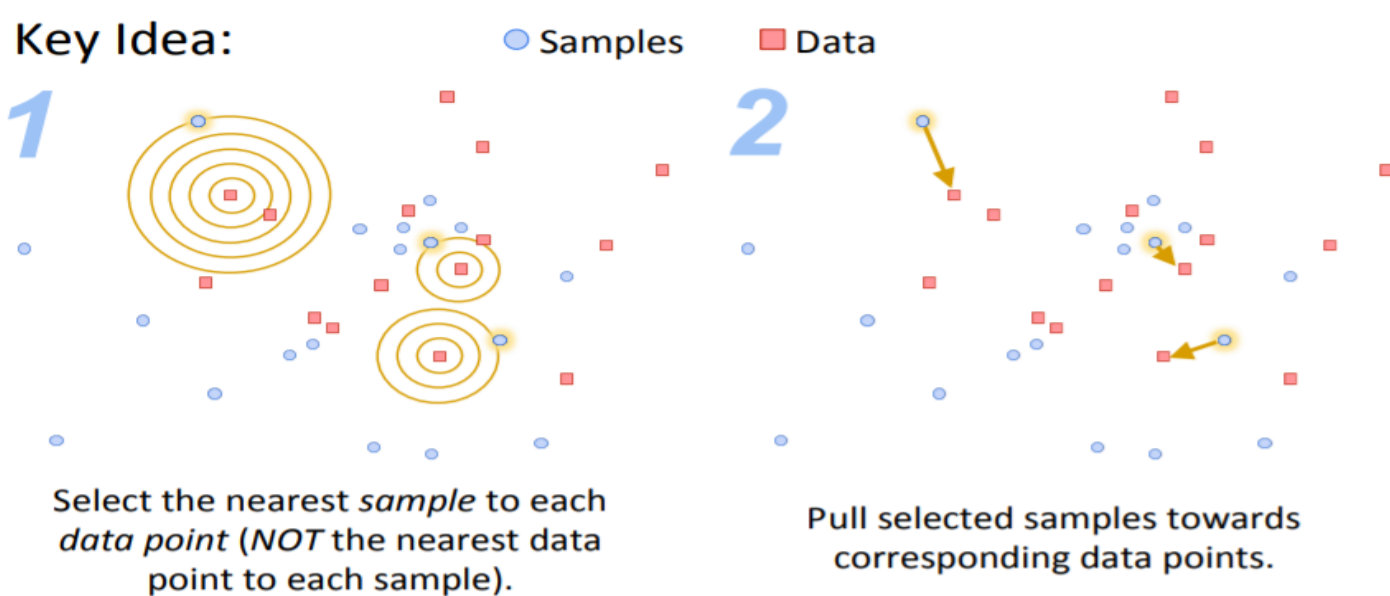 Key Idea:
Samples
Data
1
2
Select the nearest sample to each
data point (NOT the nearest data
point to each sample).
Pull selected samples towards
corresponding data points.